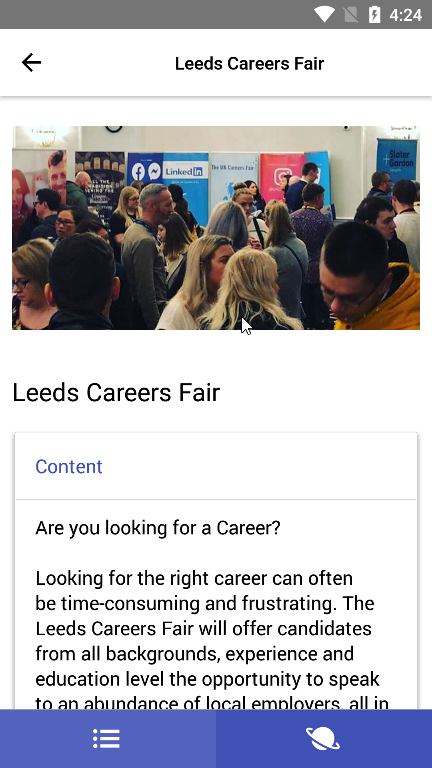 4:24
Leeds Careers Fair
LinkedIn
The UK Careers Fair
Slater
Gordon
Leeds Careers Fair
Content
Are you looking for a Career?
Looking for the right career can often
be time-consuming and frustrating. The
Leeds Careers Fair will offer candidates
from all backgrounds, experience and
education level the opportunity to speak
to an abundance of local employers, all in